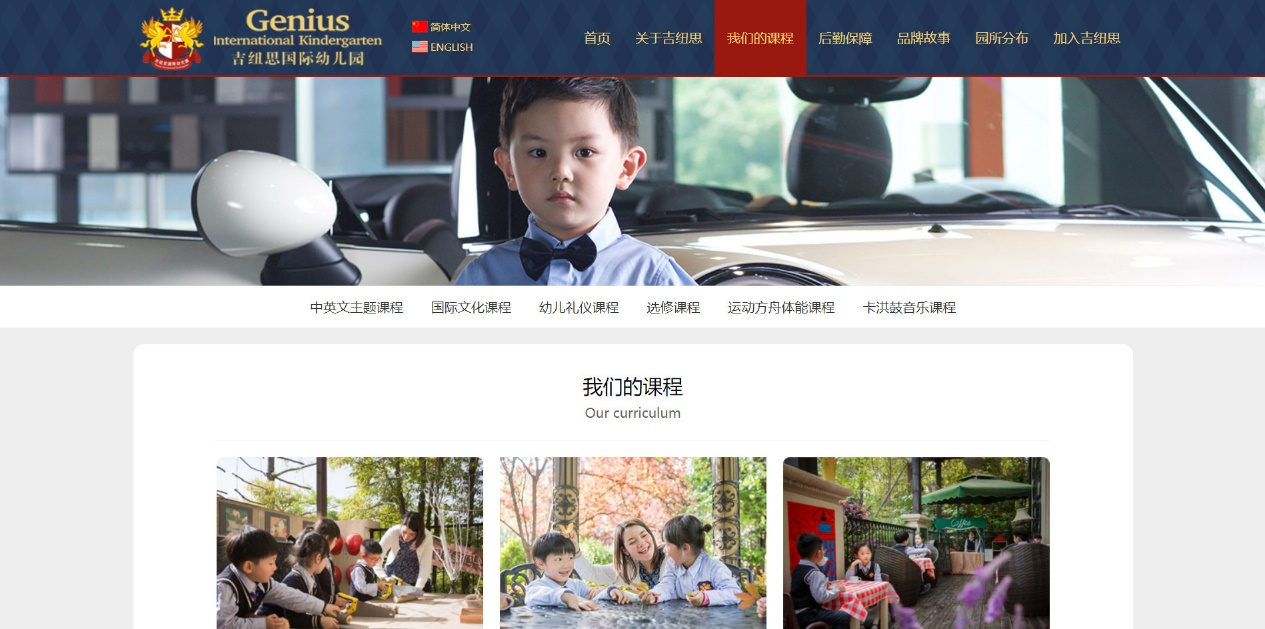 Genius
International Kindergarten
吉纽思国际幼儿园
简体中文
ENGLISH
首页 关于吉纽思 我们的课程 后勤保障 品牌故事 园所分布 加入吉纽思
中英文主题课程 国际文化课程 幼儿礼仪课程 选修课程 运动方舟体能课程 卡洪鼓音乐课程
我们的课程
Our curriculum
Coffee